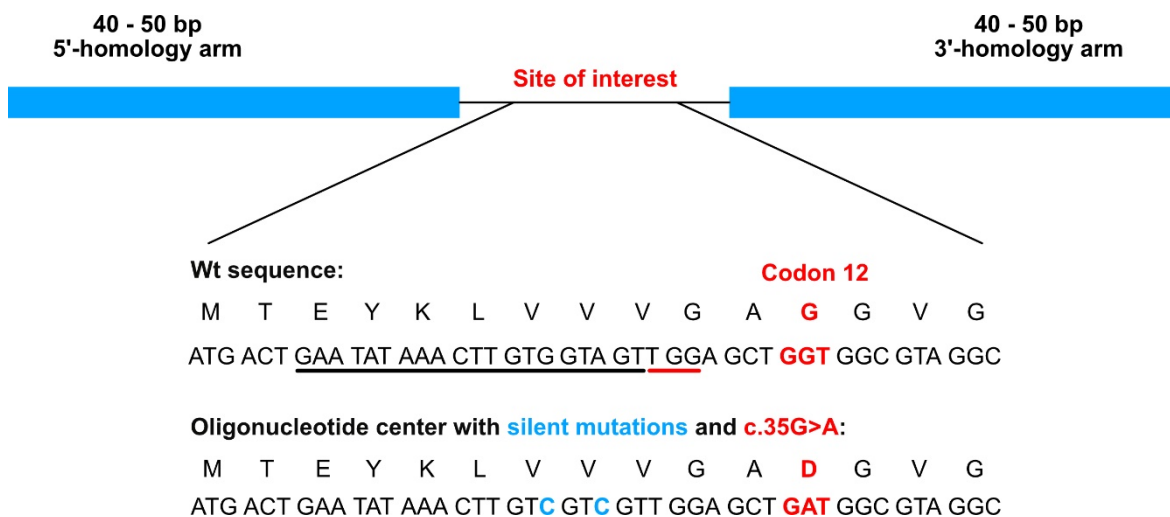 40 - 50 bp
5'-homology arm
40 - 50 bp
3'-homology arm
Site of interest
Wt sequence:
Codon 12
M T E Y K L V V V G A G G V G
ATG ACT GAA TAT AAA CTT GTG GTA GTT GGA GCT GGT GGC GTA GGC
Oligonucleotide center with silent mutations and c.35G>A:
M T E Y K L V V V G A D G V G
ATG ACT GAA TAT AAA CTT GTC GTC GTT GGA GCT GAT GGC GTA GGC